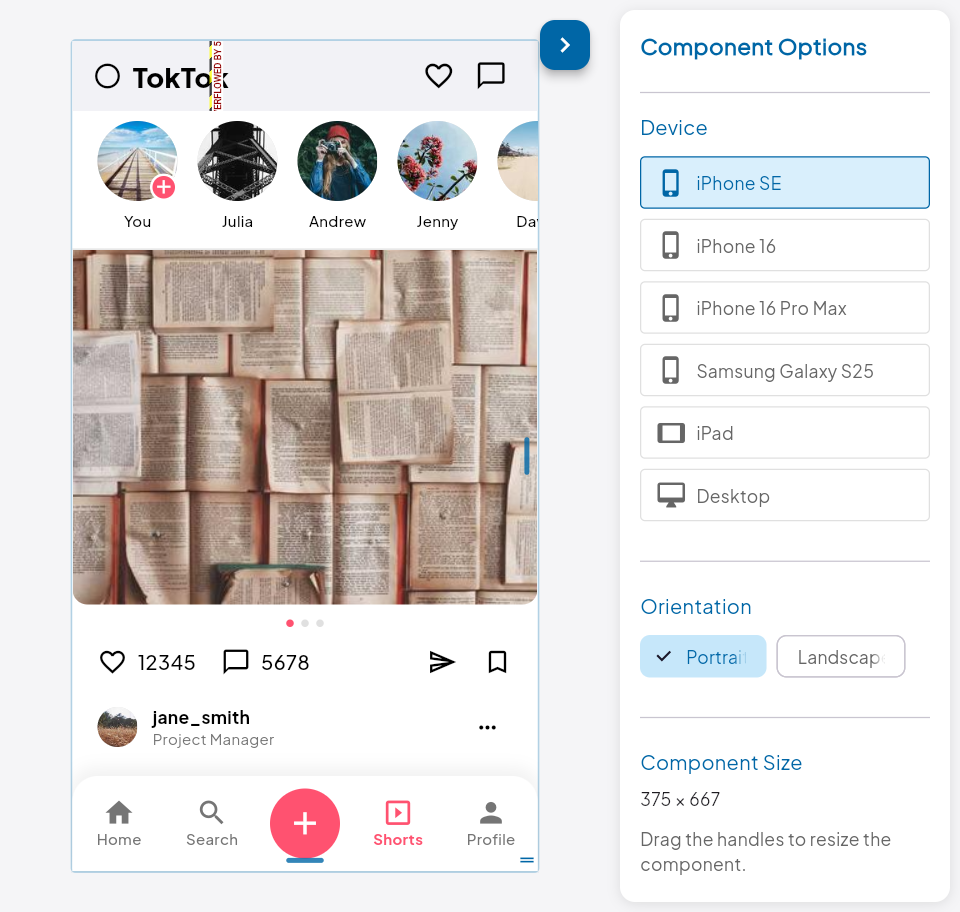 TokTok
ERFLOWED BY 5
You
Julia
Andrew
Jenny
Da
12345
5678
jane_smith
Project Manager
Home
Search
Shorts
Profile
Component Options
Device
iPhone SE
iPhone 16
iPhone 16 Pro Max
Samsung Galaxy S25
iPad
Desktop
Orientation
Portrait
Landscape
Component Size
375 × 667
Drag the handles to resize the
component.